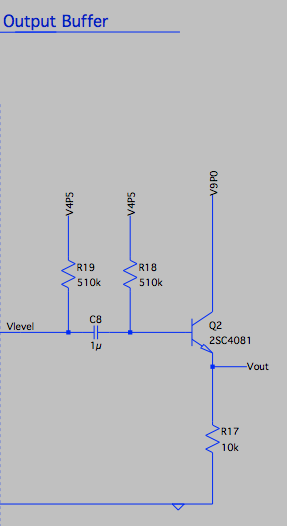 Output Buffer
V4P5
V4P5
V9P0
R19
510k
R18
510k
C8
1µ
Vlevel
Q2
2SC4081
Vout
R17
10k